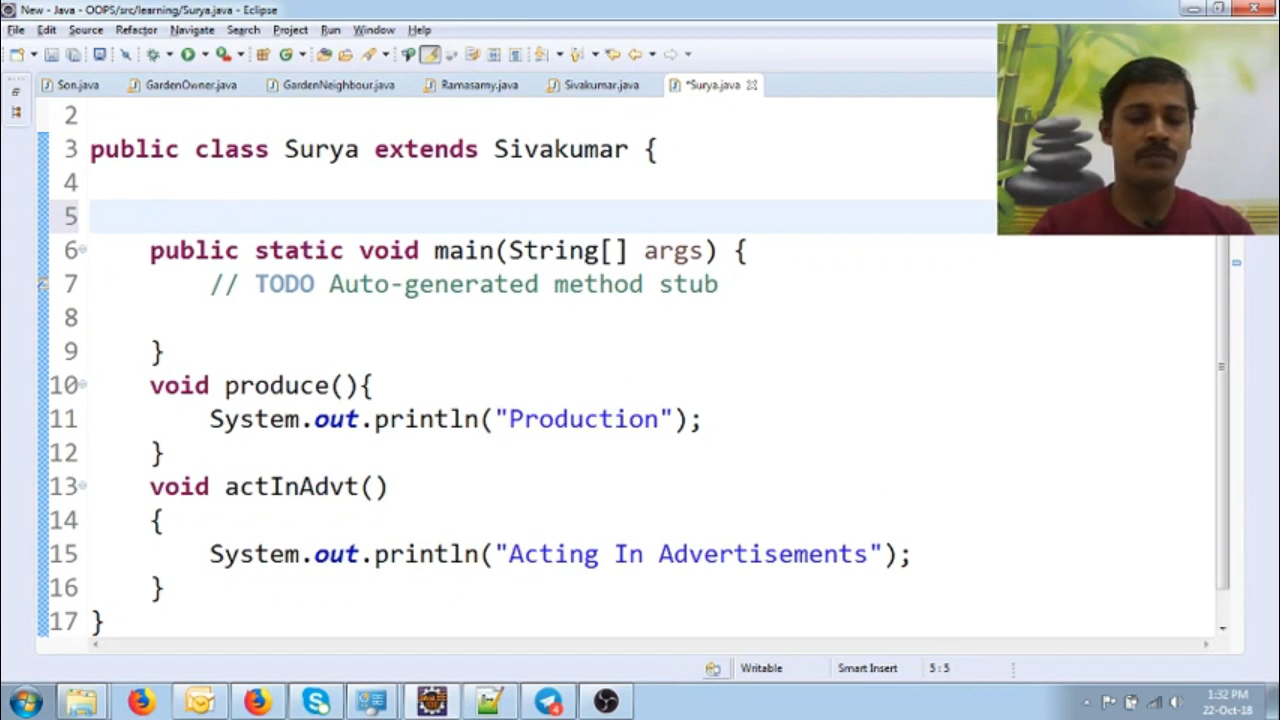 New - Java - OOPS/src/learning/Surya.java - Eclipse
File Edit Source Refactor Navigate Search Project Run Window Help
Son.java GardenOwner.java GardenNeighbour.java Ramasamy.java Sivakumar.java *Surya.java
2
3 public class Surya extends Sivakumar {
4
5
6 public static void main(String[] args) {
7 // TODO Auto-generated method stub
8
9 }
10 void produce(){
11 System.out.println("Production");
12 }
13 void actInAdvt()
14 {
15 System.out.println("Acting In Advertisements");
16 }
17 }
Writable Smart Insert 5 : 5
1:32 PM
22-Oct-18